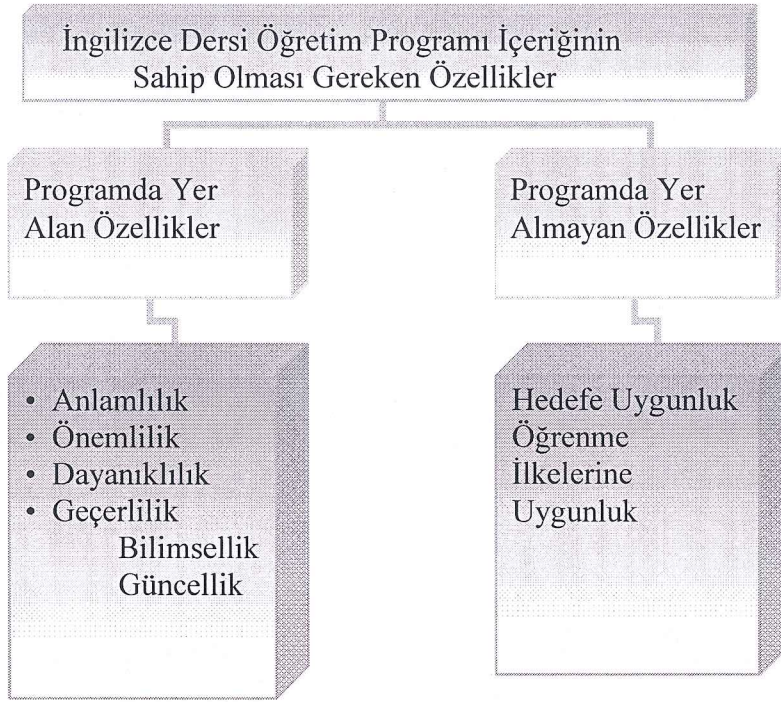 İngilizce Dersi Öğretim Programı İçeriğinin
Sahip Olması Gereken Özellikler
Programda Yer
Alan Özellikler
Programda Yer
Almayan Özellikler
• Anlamlılık
• Önemlilik
• Dayanıklılık
• Geçerlilik
Bilimsellik
Güncellik
Hedefe Uygunluk
Öğrenme
İlkelerine
Uygunluk